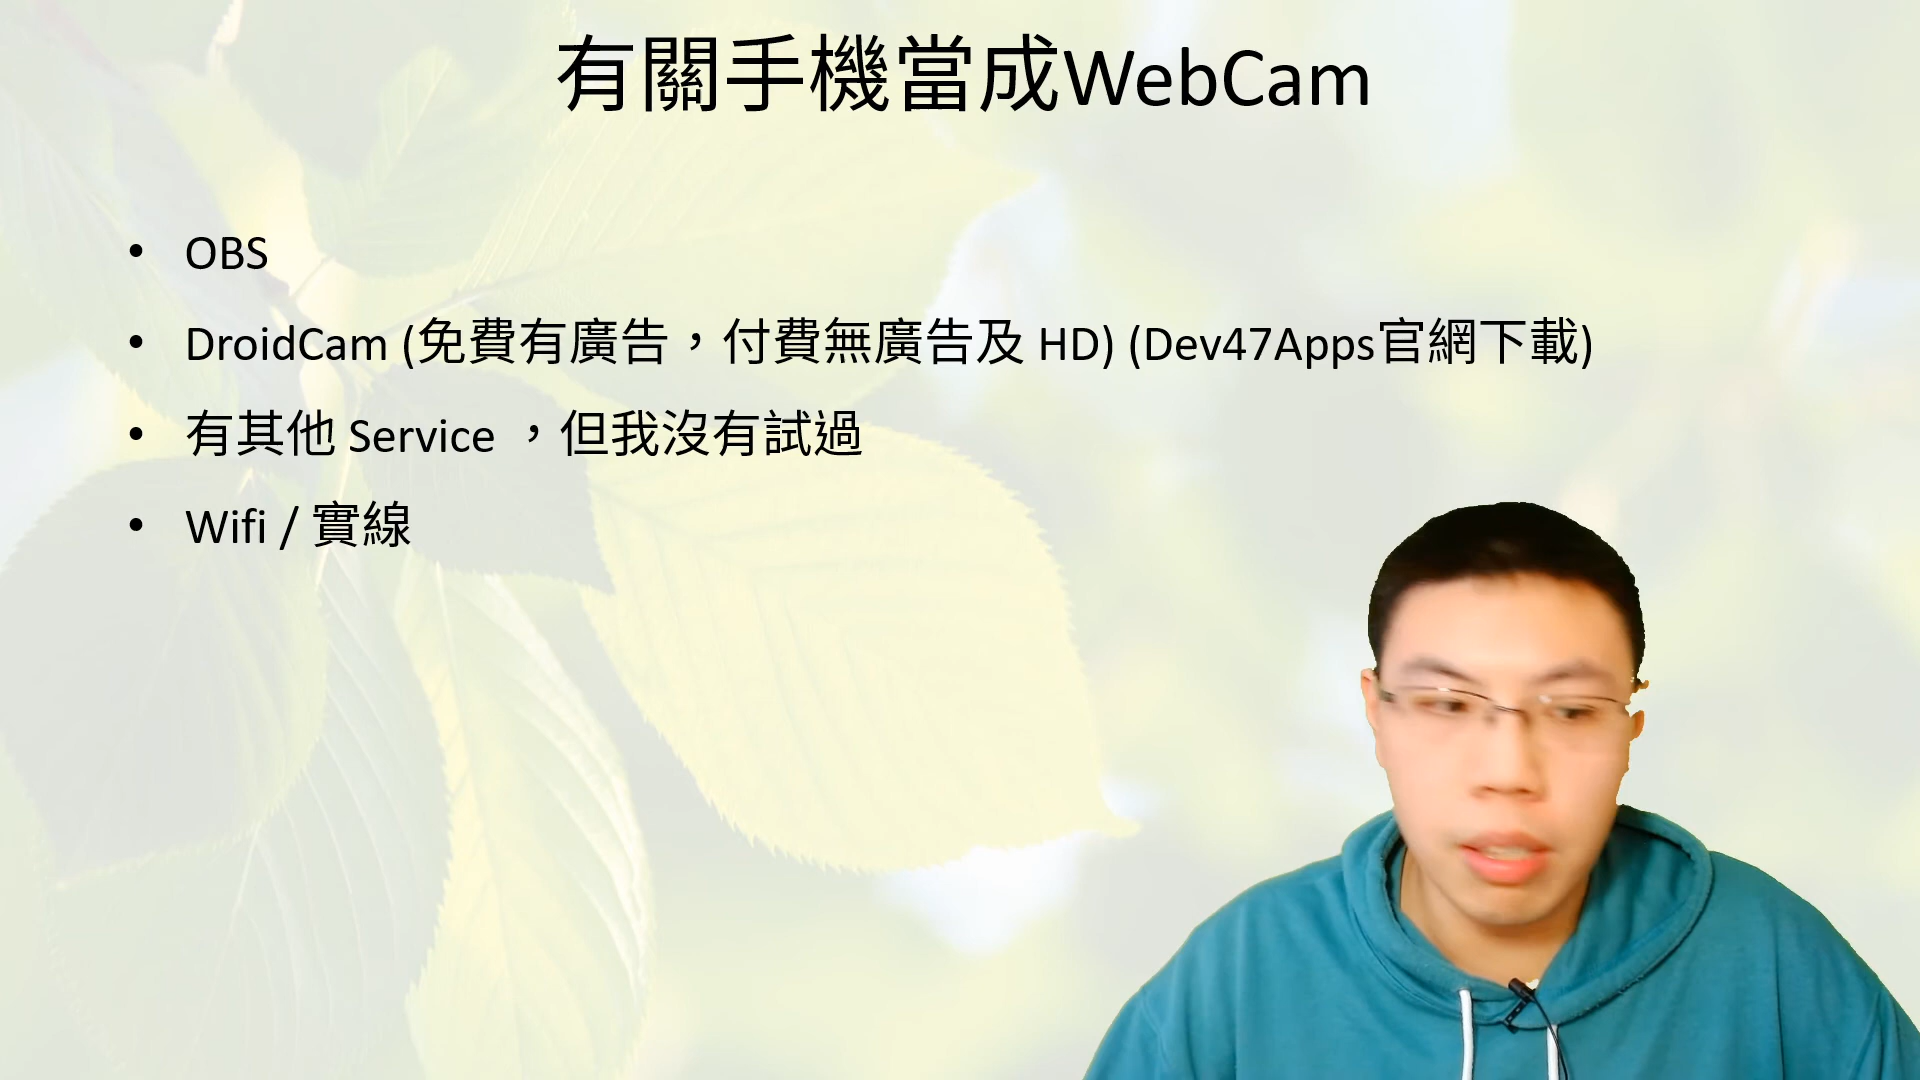 有關手機當成WebCam
• OBS
• DroidCam (免費有廣告，付費無廣告及 HD) (Dev47Apps官網下載)
• 有其他 Service ，但我沒有試過
• Wifi / 實線